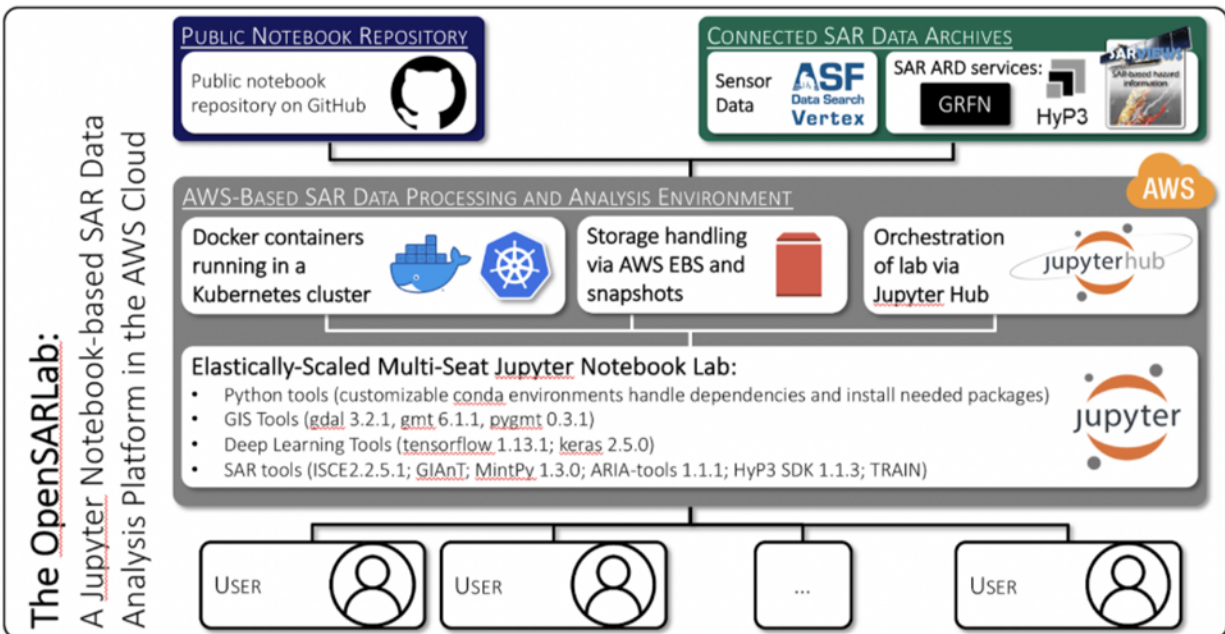 The OpenSARLab:
A Jupyter Notebook-based SAR Data
Analysis Platform in the AWS Cloud
PUBLIC NOTEBOOK REPOSITORY
Public notebook
repository on GitHub
CONNECTED SAR DATA ARCHIVES
Sensor
Data
ASF
Data Search
Vertex
SAR ARD services:
GRFN
HyP3
SARVIEWS
SAR-based hazard
information
AWS-BASED SAR DATA PROCESSING AND ANALYSIS ENVIRONMENT
AWS
Docker containers
running in a
Kubernetes cluster
Storage handling
via AWS EBS and
snapshots
Orchestration
of lab via
Jupyter Hub
jupyterhub
Elastically-Scaled Multi-Seat Jupyter Notebook Lab:
• Python tools (customizable conda environments handle dependencies and install needed packages)
• GIS Tools (gdal 3.2.1, gmt 6.1.1, pygmt 0.3.1)
• Deep Learning Tools (tensorflow 1.13.1; keras 2.5.0)
• SAR tools (ISCE2.2.5.1; GIAnT; MintPy 1.3.0; ARIA-tools 1.1.1; HyP3 SDK 1.1.3; TRAIN)
jupyter
USER
USER
...
USER